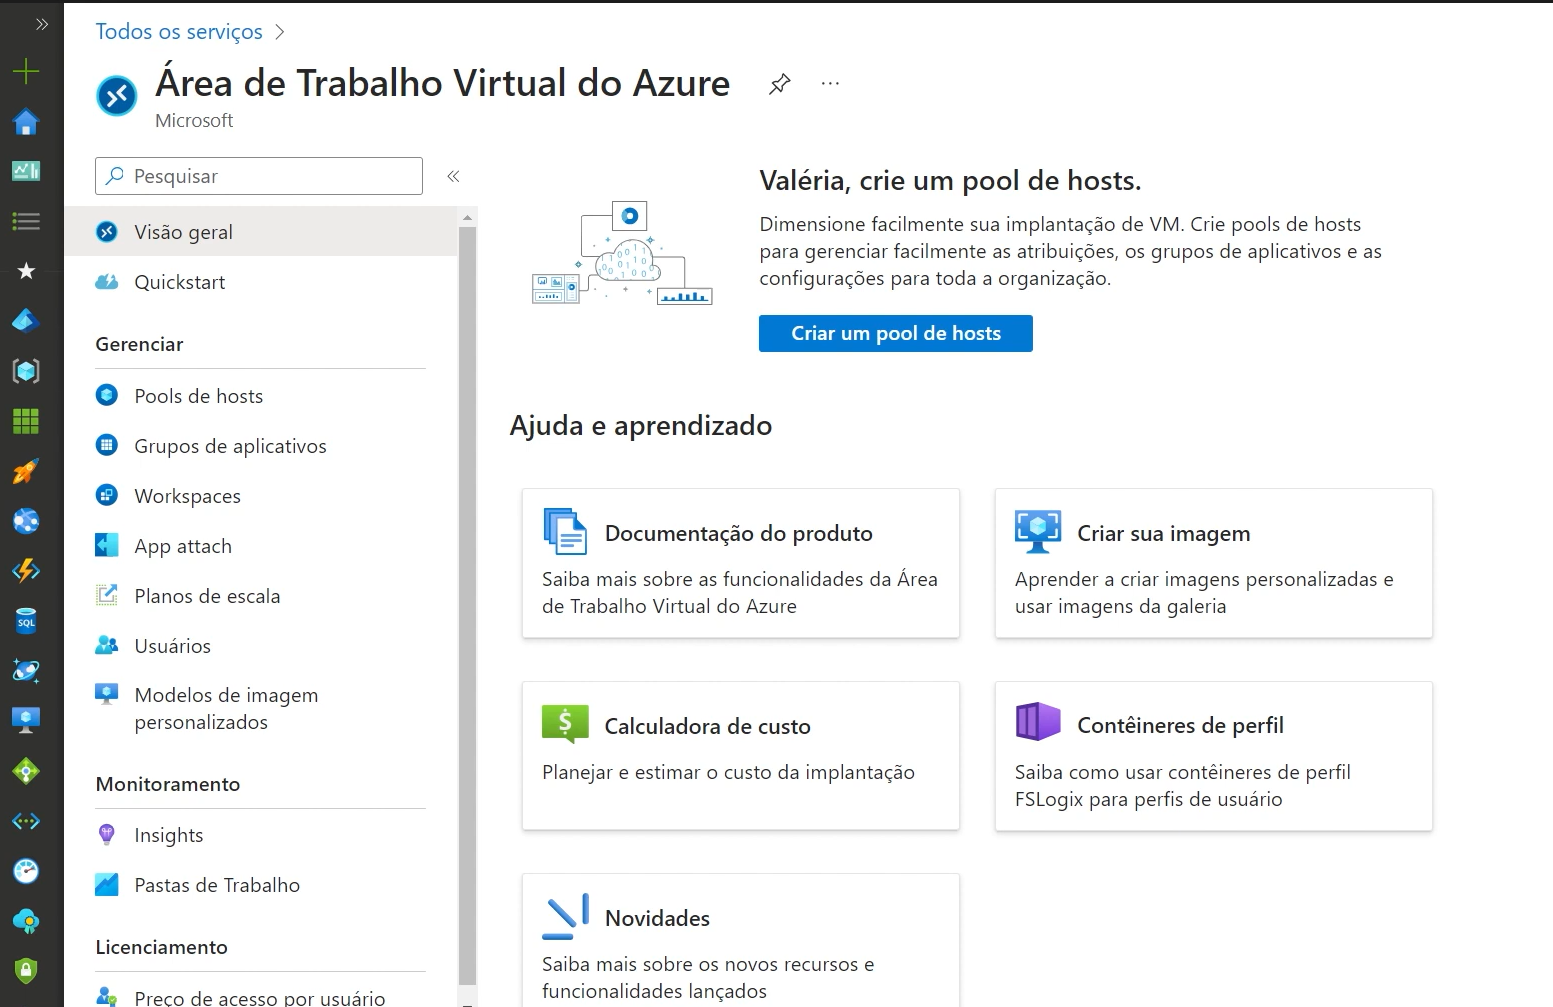 Todos os serviços
Área de Trabalho Virtual do Azure
Microsoft
Pesquisar
Visão geral
Quickstart
Gerenciar
Pools de hosts
Grupos de aplicativos
Workspaces
App attach
Planos de escala
Usuários
Modelos de imagem
personalizados
Monitoramento
Insights
Pastas de Trabalho
Licenciamento
Preço de acesso por usuário
Valéria, crie um pool de hosts.
Dimensione facilmente sua implantação de VM. Crie pools de hosts
para gerenciar facilmente as atribuições, os grupos de aplicativos e as
configurações para toda a organização.
Criar um pool de hosts
Ajuda e aprendizado
Documentação do produto
Saiba mais sobre as funcionalidades da Área
de Trabalho Virtual do Azure
Criar sua imagem
Aprender a criar imagens personalizadas e
usar imagens da galeria
Calculadora de custo
Planejar e estimar o custo da implantação
Contêineres de perfil
Saiba como usar contêineres de perfil
FSLogix para perfis de usuário
Novidades
Saiba mais sobre os novos recursos e
funcionalidades lançados
SQL